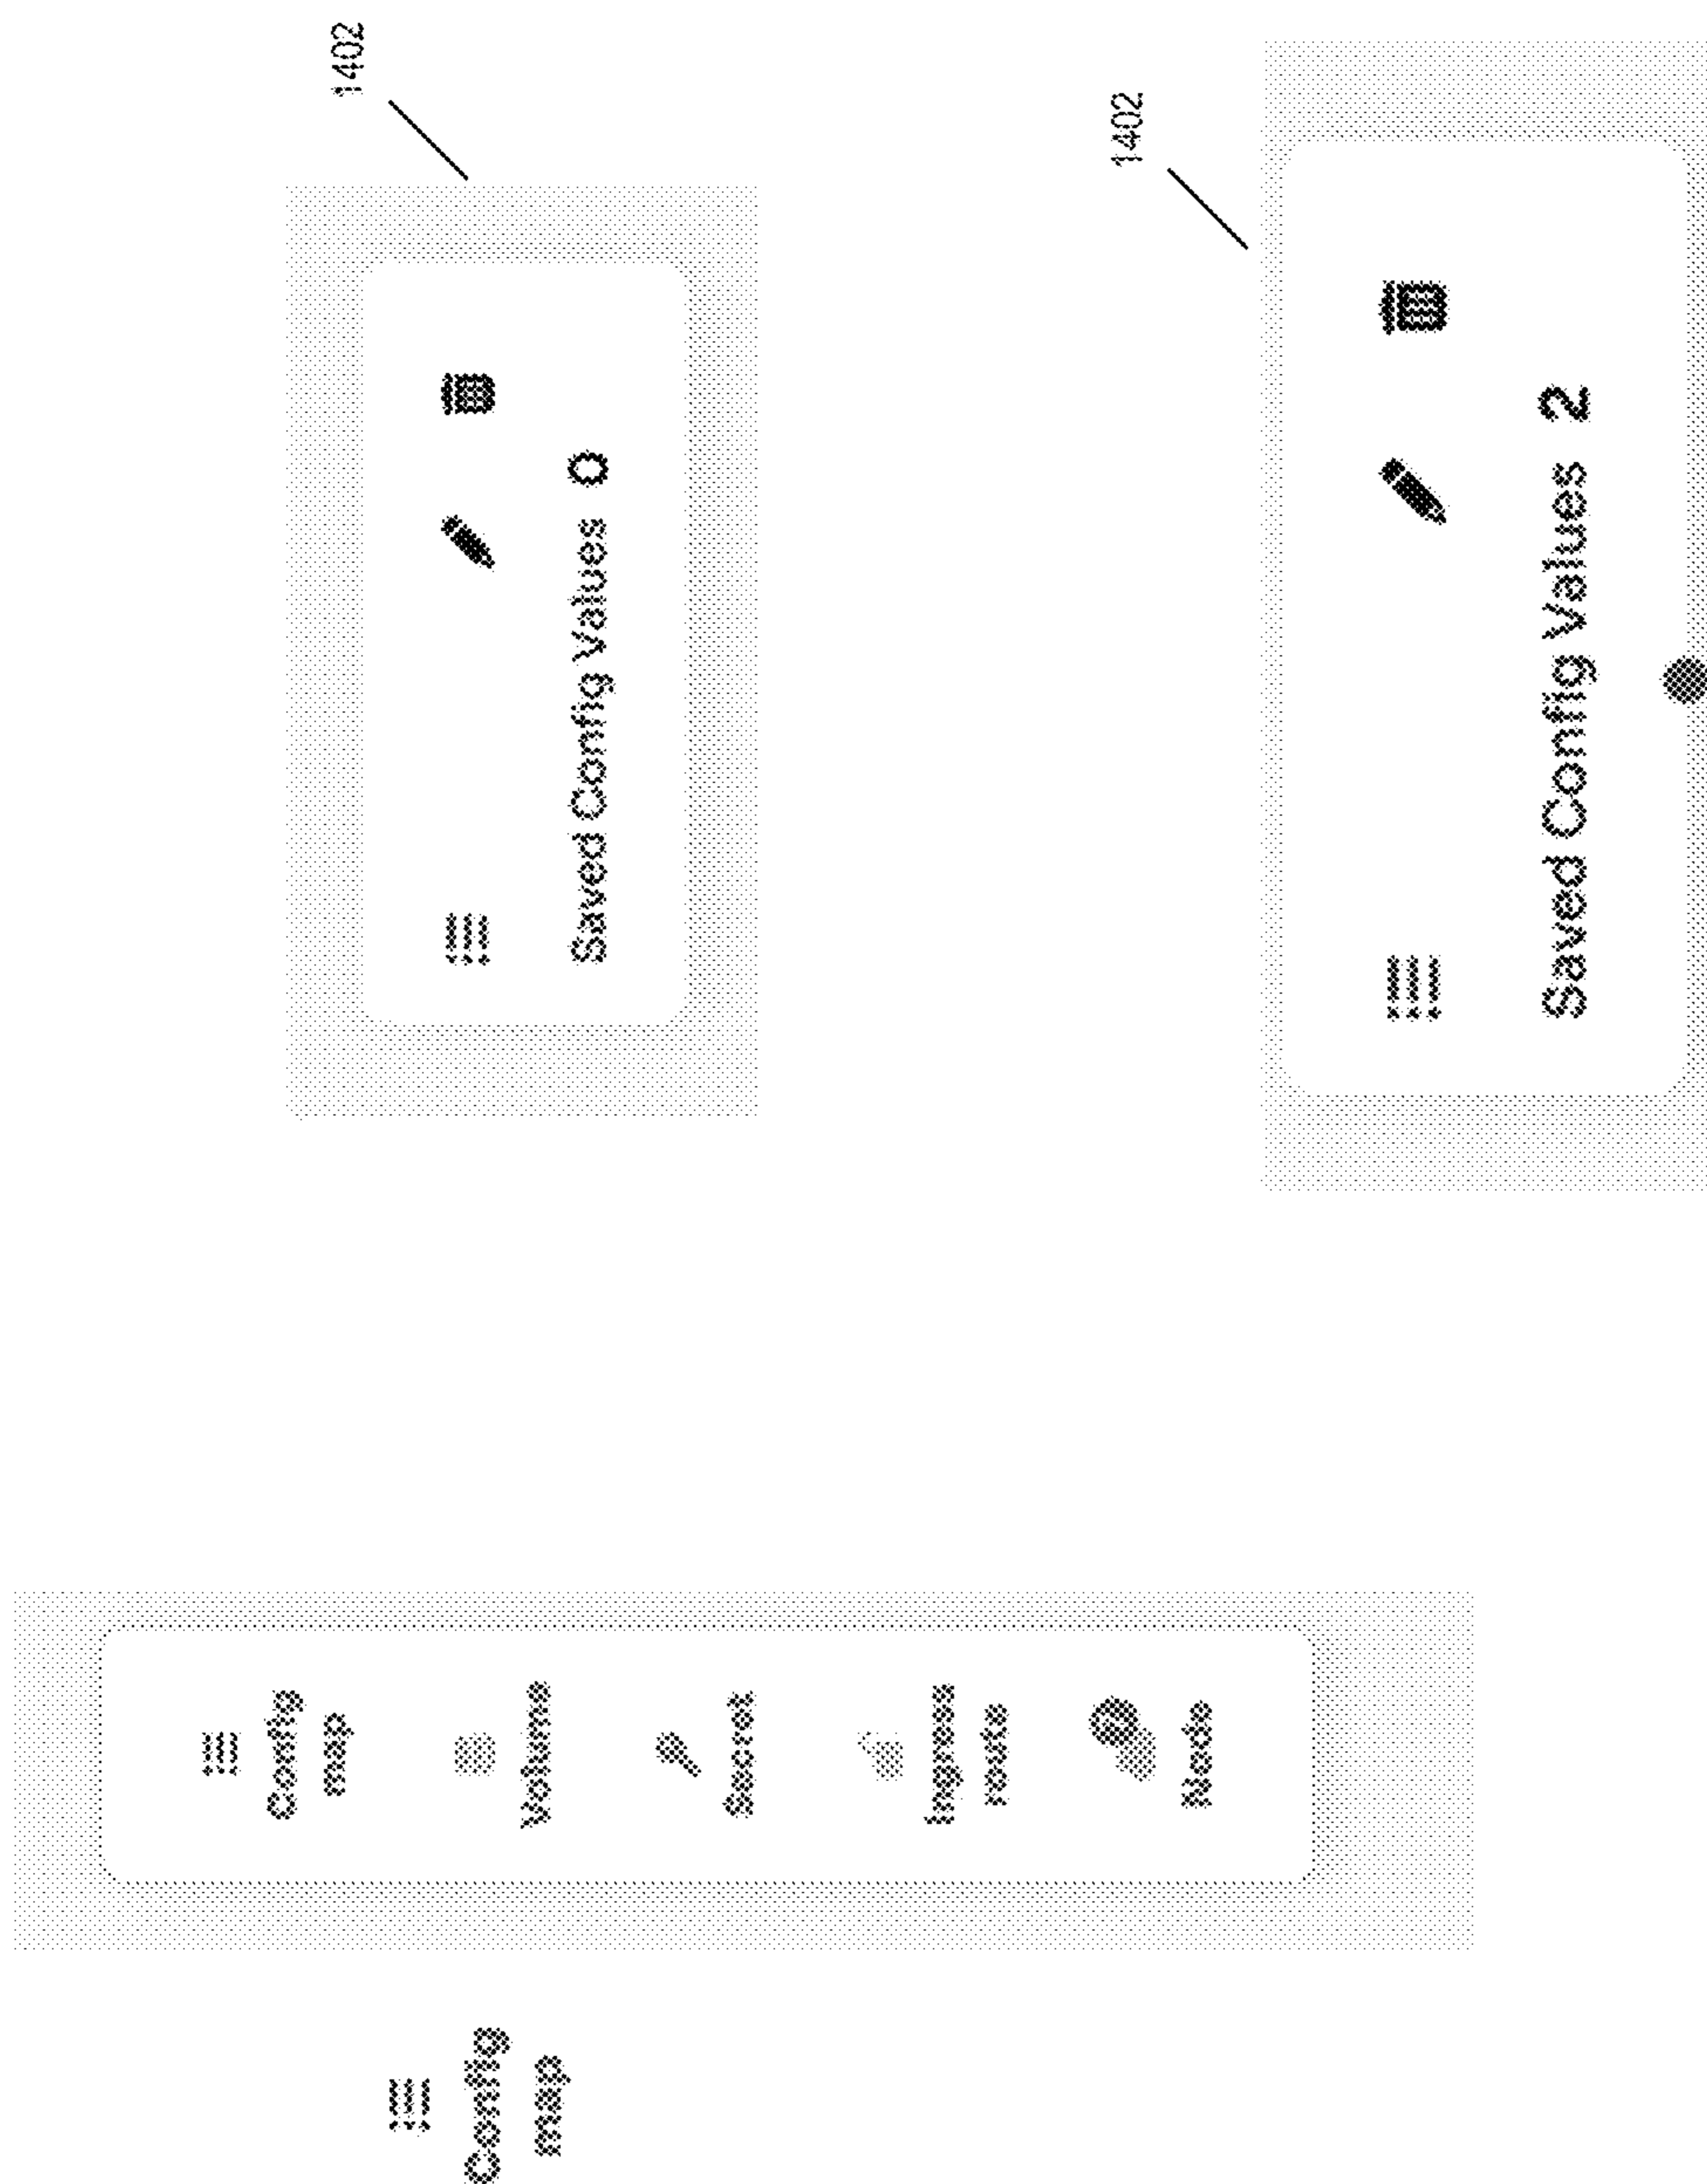 Config
map
Config
map
Volume
Secret
Ingress
route
Node
1402
Saved Config Values 0
1402
Saved Config Values 2